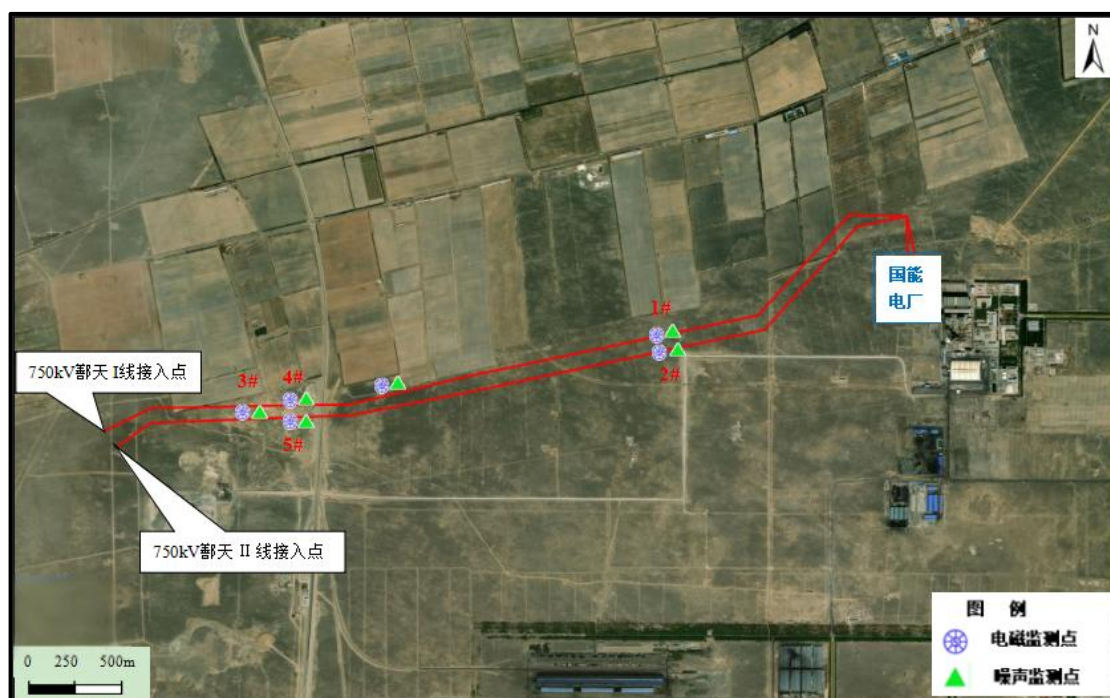 N
国能
电厂
1#
2#
3#
4#
5#
750kV鄯天 I线接入点
750kV鄯天 II 线接入点
图 例
电磁监测点
噪声监测点
0 250 500m